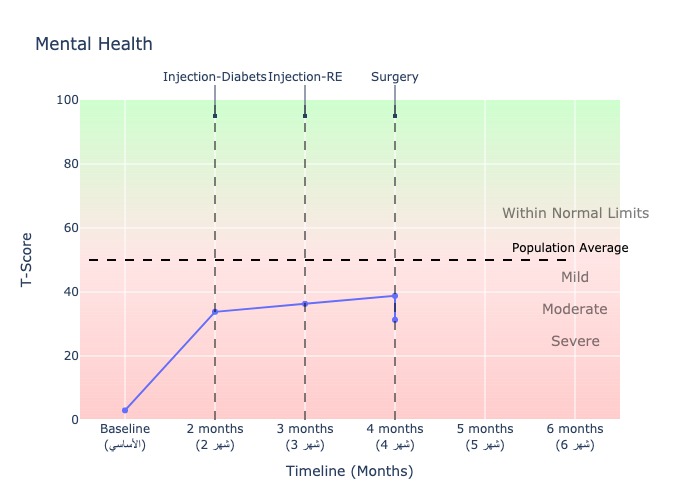 Mental Health
Injection-Diabets
Injection-RE
Surgery
100
80
60
40
20
0
T-Score
Within Normal Limits
Population Average
Mild
Moderate
Severe
Baseline
(الأساسي)
2 months
(2 شهر)
3 months
(3 شهر)
4 months
(4 شهر)
5 months
(5 شهر)
6 months
(6 شهر)
Timeline (Months)